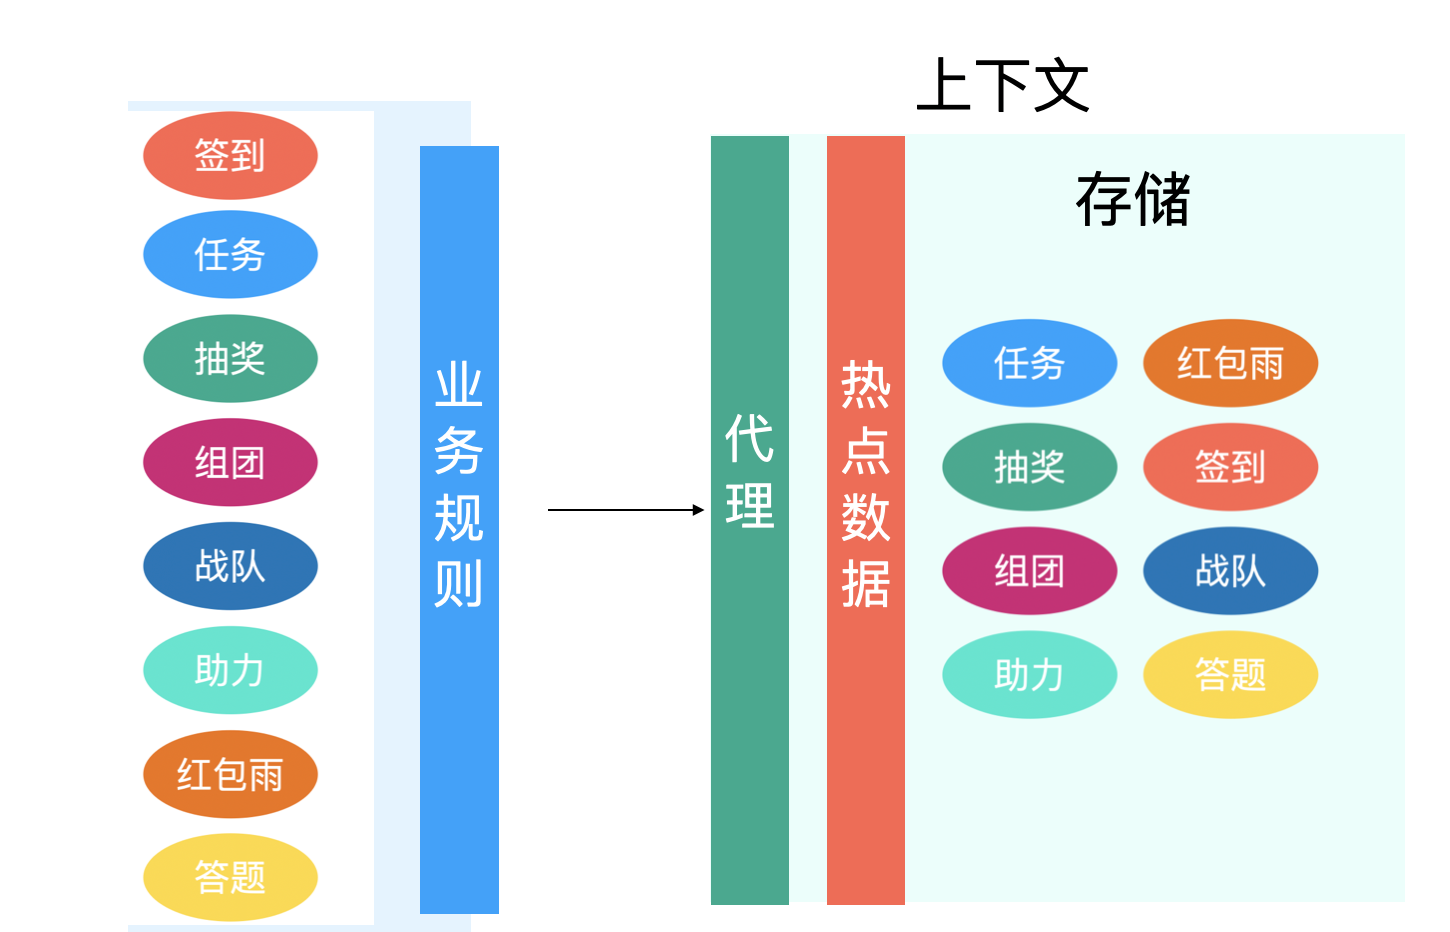 签到
任务
抽奖
组团
战队
助力
红包雨
答题
业务规则
上下文
代理
热点数据
存储
任务
红包雨
抽奖
签到
组团
战队
助力
答题